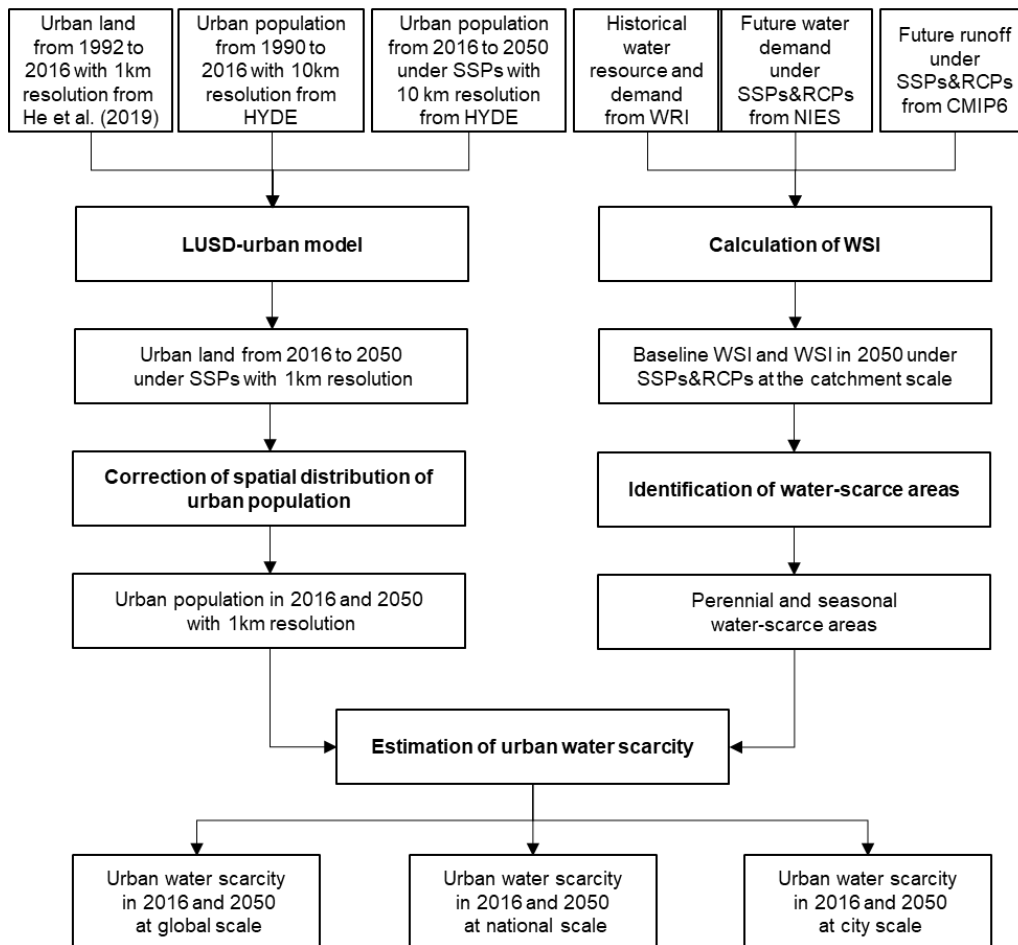 Urban land
from 1992 to
2016 with 1km
resolution from
He et al. (2019)
Urban population
from 1990 to
2016 with 10km
resolution from
HYDE
Urban population
from 2016 to 2050
under SSPs with
10 km resolution
from HYDE
Historical
water
resource and
demand
from WRI
Future water
demand
under
SSPs&RCPs
from NIES
Future runoff
under
SSPs&RCPs
from CMIP6
LUSD-urban model
Calculation of WSI
Urban land from 2016 to 2050
under SSPs with 1km resolution
Baseline WSI and WSI in 2050 under
SSPs&RCPs at the catchment scale
Correction of spatial distribution of
urban population
Identification of water-scarce areas
Urban population in 2016 and 2050
with 1km resolution
Perennial and seasonal
water-scarce areas
Estimation of urban water scarcity
Urban water scarcity
in 2016 and 2050
at global scale
Urban water scarcity
in 2016 and 2050
at national scale
Urban water scarcity
in 2016 and 2050
at city scale